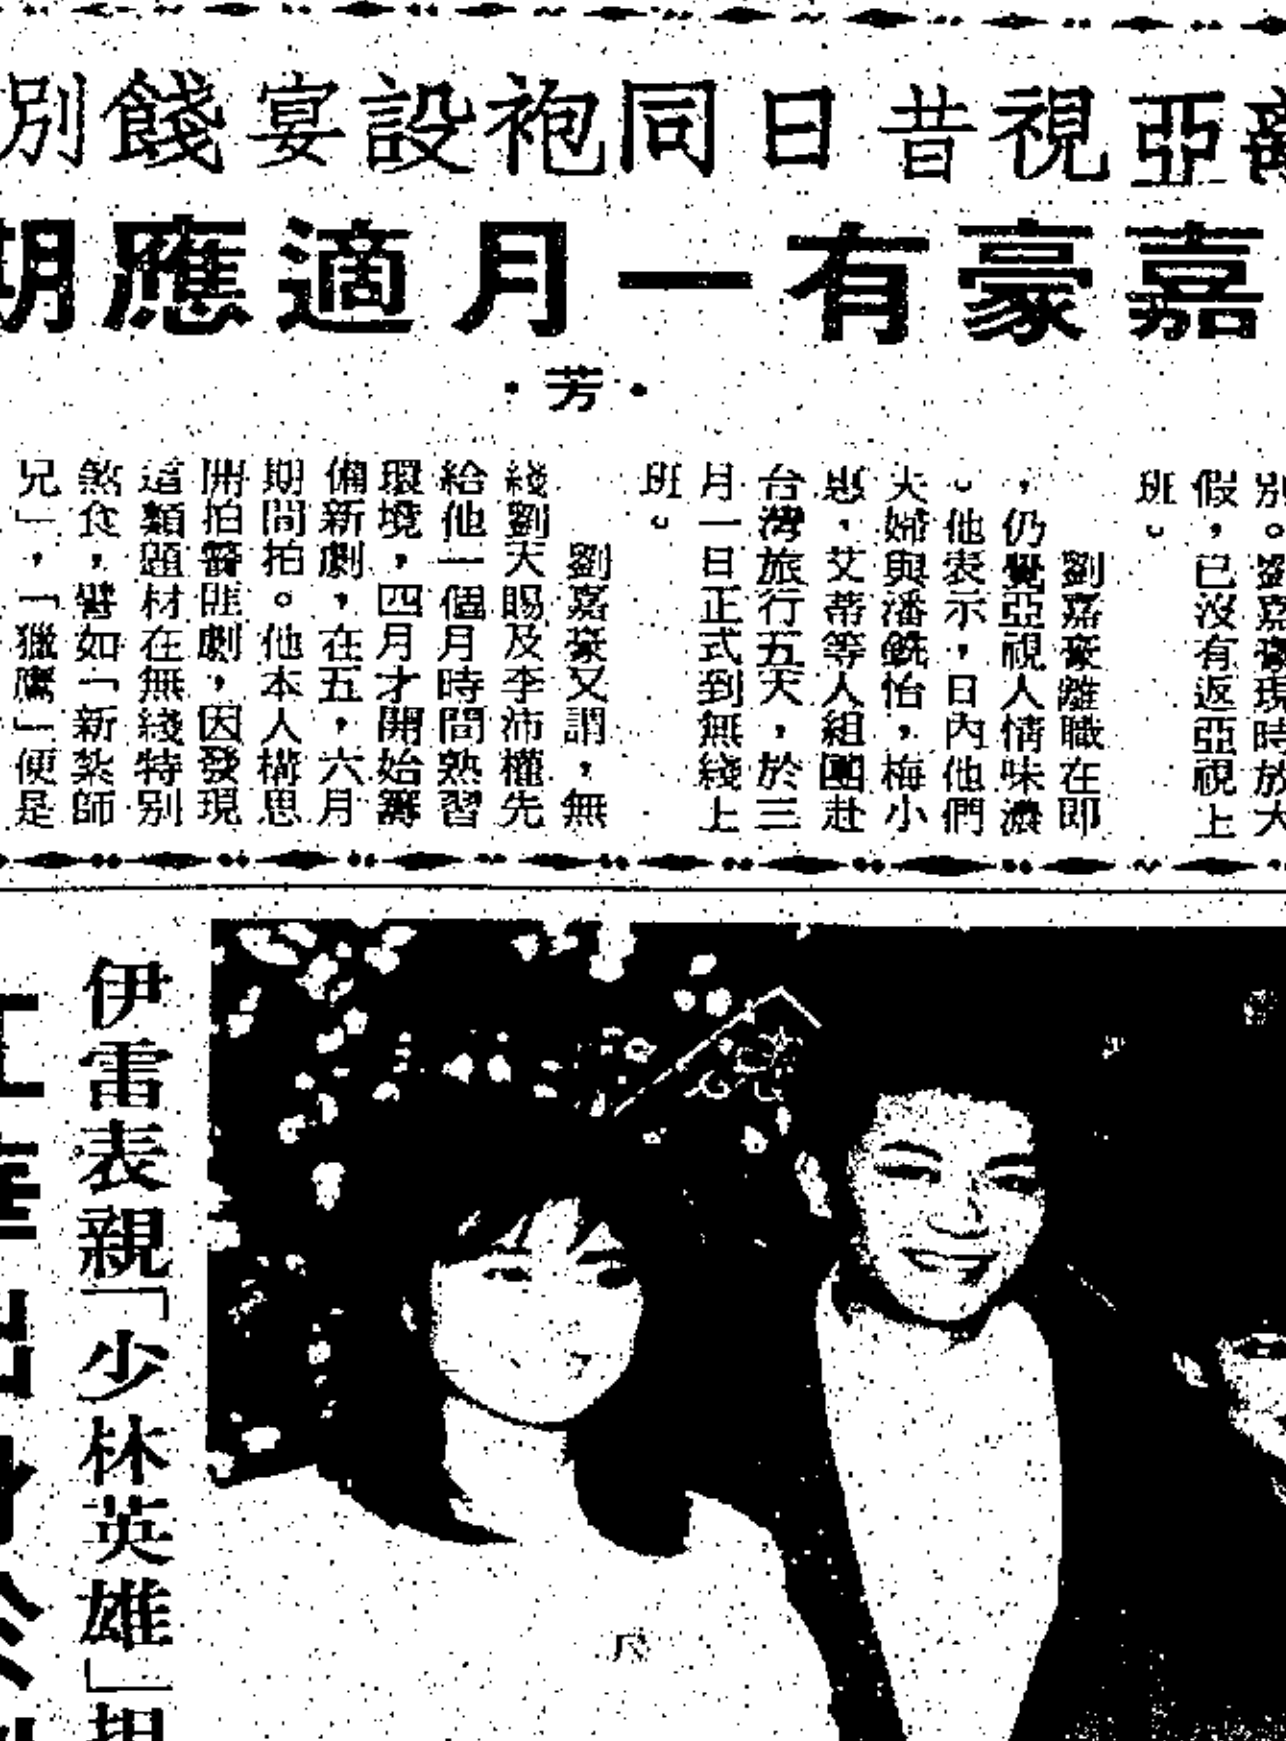 亞視昔日同袍設宴餞別
嘉豪有一月適應期
·芳·
別。劉嘉豪現時放大
假，已沒有返亞視上
班。
劉嘉豪離職在即
，仍覺亞視人情味濃
。他表示，日內他們
夫婦與潘銚怡，梅小
惠，艾蒂等人組團赴
台灣旅行五天，於三
月一日正式到無綫上
班。
劉嘉豪又謂，無
綫劉天賜及李沛權先
給他一個月時間熟習
環境，四月才開始籌
備新劇，在五，六月
期間拍。他本人構思
開拍警匪劇，因發現
這類題材在無綫特別
煞食，譬如「新紮師
兄」，「獵鷹」便是
伊雷表親「少林英雄」担